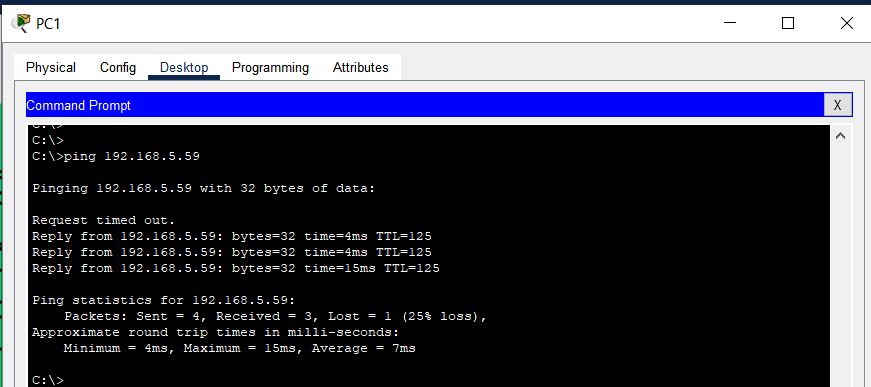 PC1
Physical Config Desktop Programming Attributes
Command Prompt X
C:\>
C:\>
C:\>ping 192.168.5.59
Pinging 192.168.5.59 with 32 bytes of data:
Request timed out.
Reply from 192.168.5.59: bytes=32 time=4ms TTL=125
Reply from 192.168.5.59: bytes=32 time=4ms TTL=125
Reply from 192.168.5.59: bytes=32 time=15ms TTL=125
Ping statistics for 192.168.5.59:
Packets: Sent = 4, Received = 3, Lost = 1 (25% loss),
Approximate round trip times in milli-seconds:
Minimum = 4ms, Maximum = 15ms, Average = 7ms
C:\>